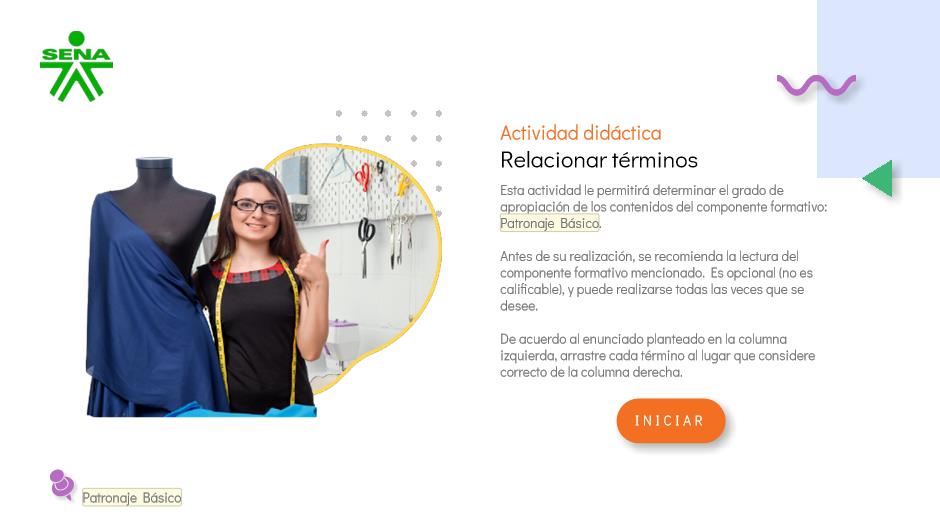 SENA
Actividad didáctica
Relacionar términos
Esta actividad le permitirá determinar el grado de
apropiación de los contenidos del componente formativo:
Patronaje Básico.
Antes de su realización, se recomienda la lectura del
componente formativo mencionado. Es opcional (no es
calificable), y puede realizarse todas las veces que se
desee.
De acuerdo al enunciado planteado en la columna
izquierda, arrastre cada término al lugar que considere
correcto de la columna derecha.
INICIAR
Patronaje Básico